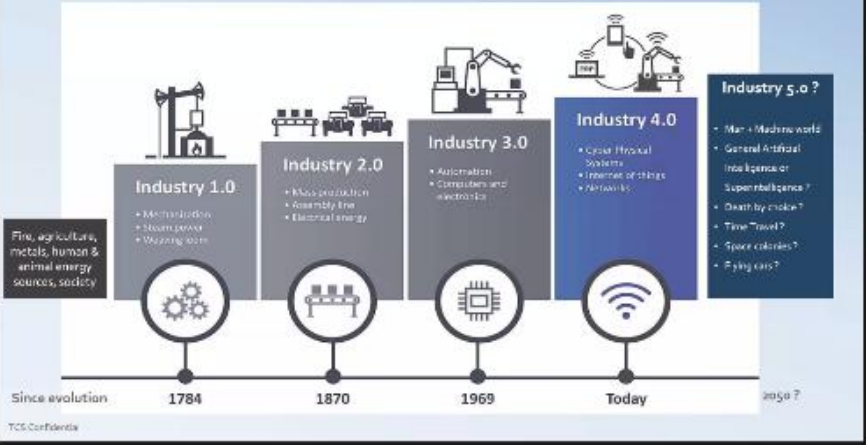 Fire, agriculture,
metals, human &
animal energy
sources, society
Industry 1.0
• Mechanization
• Steam power
• Weaving loom
Industry 2.0
• Mass production
• Assembly line
• Electrical energy
Industry 3.0
• Automation
• Computers and
electronics
Industry 4.0
• Cyber Physical
Systems
• Internet of things
• Networks
Industry 5.0 ?
• Man + Machine world
• General Artificial
Intelligence or
Superintelligence ?
• Death by choice ?
• Time Travel ?
• Space colonies ?
• Flying cars ?
Since evolution
1784
1870
1969
Today
2050 ?
TCS Confidential